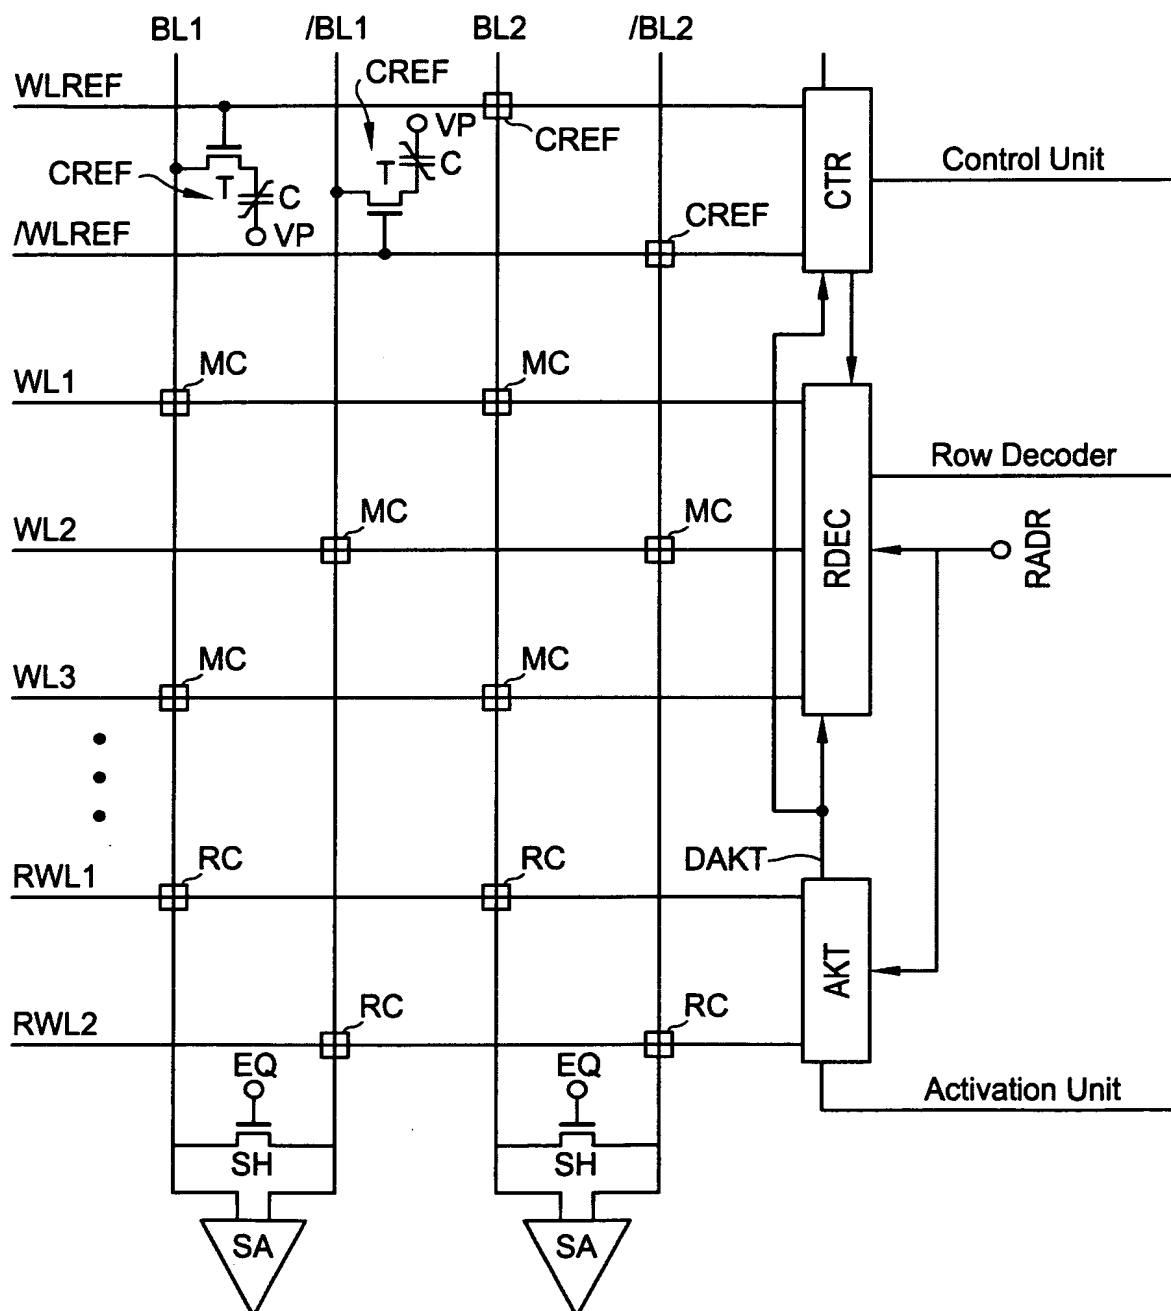 BL1 /BL1 BL2 /BL2
WLREF CREF
VP CREF
T C
CREF T C
VP
CREF
/WLREF
CTR
Control Unit
WL1 MC MC
Row Decoder
WL2 MC MC
RDEC
RADR
WL3 MC MC
DAKT
RWL1 RC RC
AKT
RWL2 RC RC
EQ EQ
Activation Unit
SH SH
SA SA